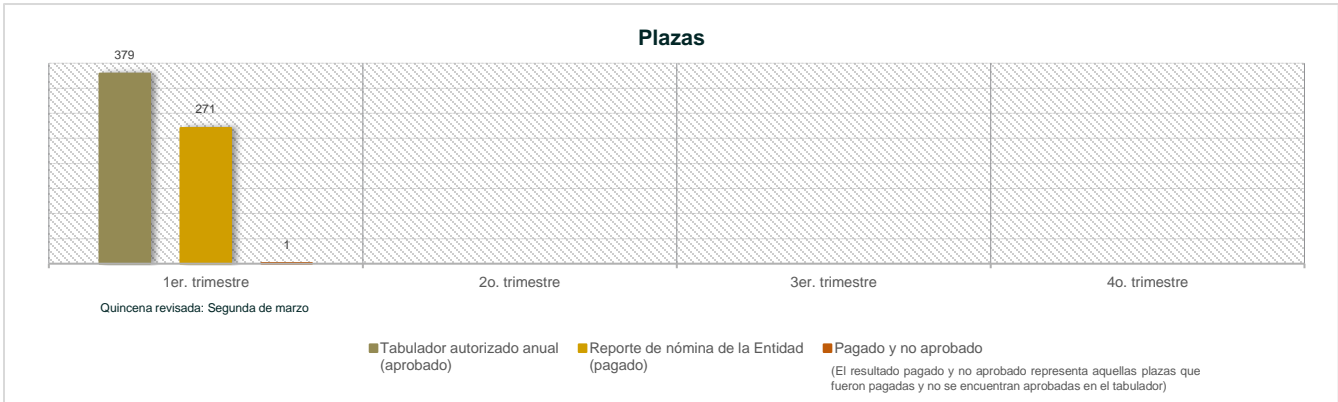 Plazas
379
271
1
1er. trimestre
2o. trimestre
3er. trimestre
4o. trimestre
Quincena revisada: Segunda de marzo
Tabulador autorizado anual
(aprobado)
Reporte de nómina de la Entidad
(pagado)
Pagado y no aprobado
(El resultado pagado y no aprobado representa aquellas plazas que
fueron pagadas y no se encuentran aprobadas en el tabulador)